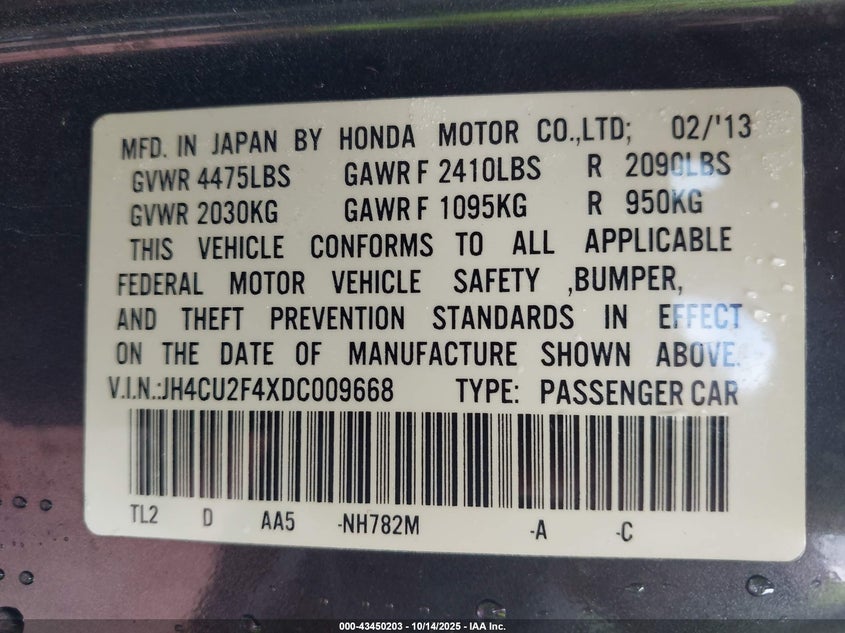 MFD. IN JAPAN BY HONDA MOTOR CO.,LTD; 02/'13
GVWR 4475LBS GAWR F 2410LBS R 2090LBS
GVWR 2030KG GAWR F 1095KG R 950KG
THIS VEHICLE CONFORMS TO ALL APPLICABLE
FEDERAL MOTOR VEHICLE SAFETY ,BUMPER,
AND THEFT PREVENTION STANDARDS IN EFFECT
ON THE DATE OF MANUFACTURE SHOWN ABOVE.
V.I.N.:JH4CU2F4XDC009668 TYPE: PASSENGER CAR
TL2 D AA5 -NH782M -A -C
000-43450203 - 10/14/2025 - IAA Inc.